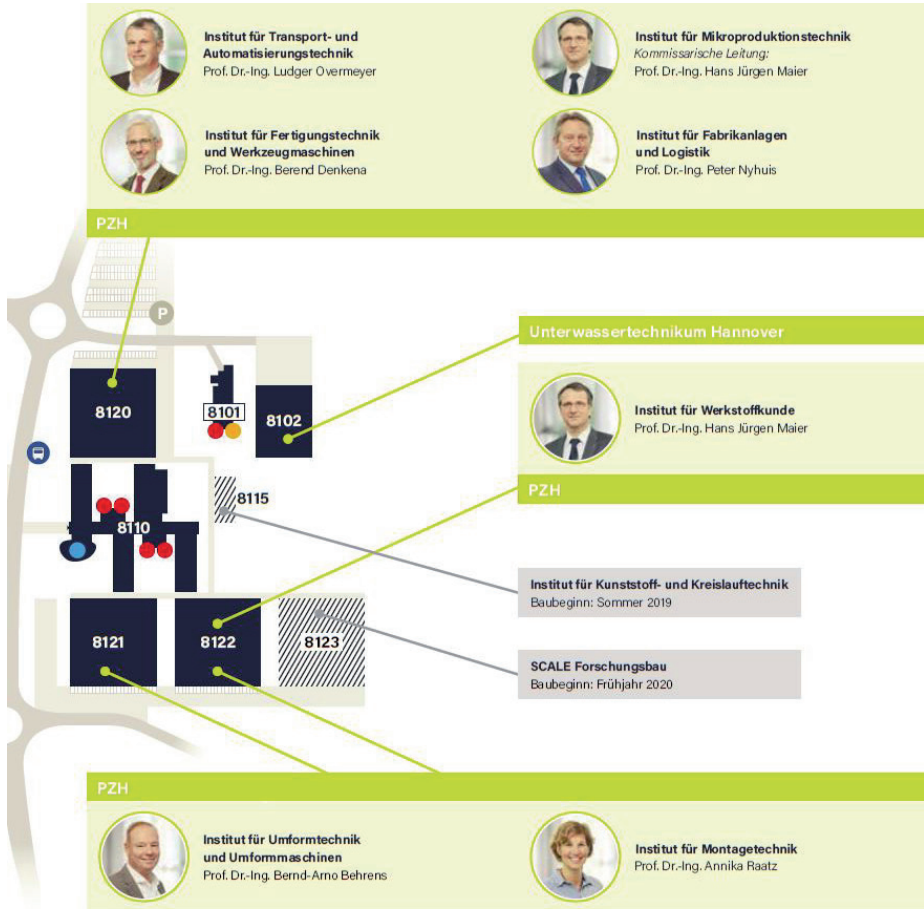 Institut für Transport- und
Automatisierungstechnik
Prof. Dr.-Ing. Ludger Overmeyer
Institut für Mikroproduktionstechnik
Kommissarische Leitung:
Prof. Dr.-Ing. Hans Jürgen Maier
Institut für Fertigungstechnik
und Werkzeugmaschinen
Prof. Dr.-Ing. Berend Denkena
Institut für Fabrikanlagen
und Logistik
Prof. Dr.-Ing. Peter Nyhuis
PZH
P
Unterwassertechnikum Hannover
8120
8101
8102
Institut für Werkstoffkunde
Prof. Dr.-Ing. Hans Jürgen Maier
PZH
8115
8110
Institut für Kunststoff- und Kreislauftechnik
Baubeginn: Sommer 2019
8121
8122
8123
SCALE Forschungsbau
Baubeginn: Frühjahr 2020
PZH
Institut für Umformtechnik
und Umformmaschinen
Prof. Dr.-Ing. Bernd-Arno Behrens
Institut für Montagetechnik
Prof. Dr.-Ing. Annika Raatz